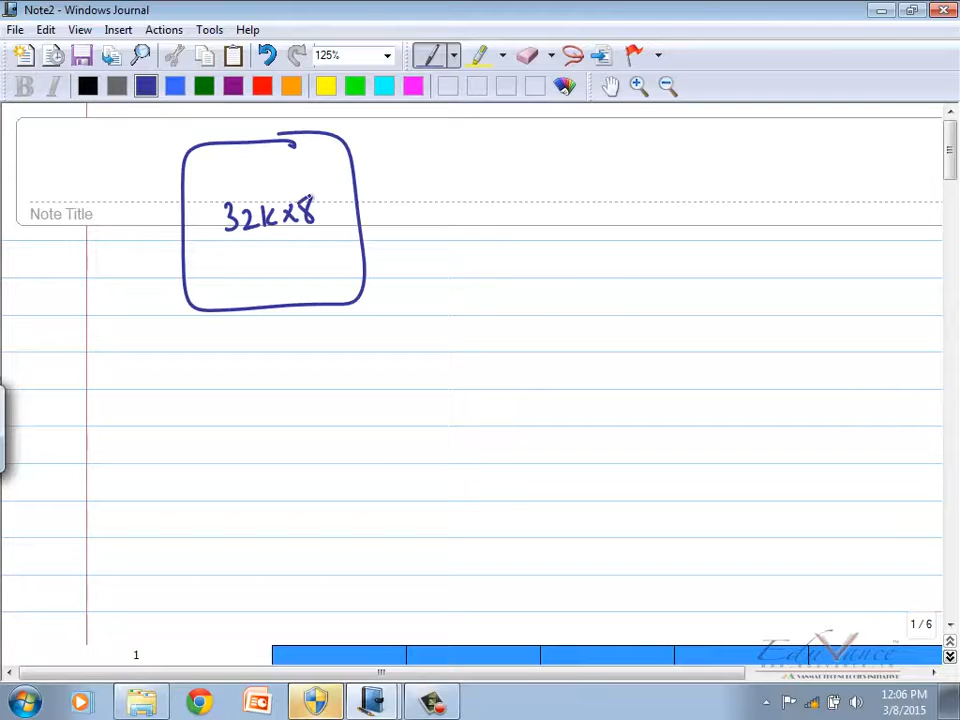 Note2 - Windows Journal
File Edit View Insert Actions Tools Help
125%
B I
32K×8
Note Title
1 / 6
1
EduVance
12:06 PM
3/8/2015